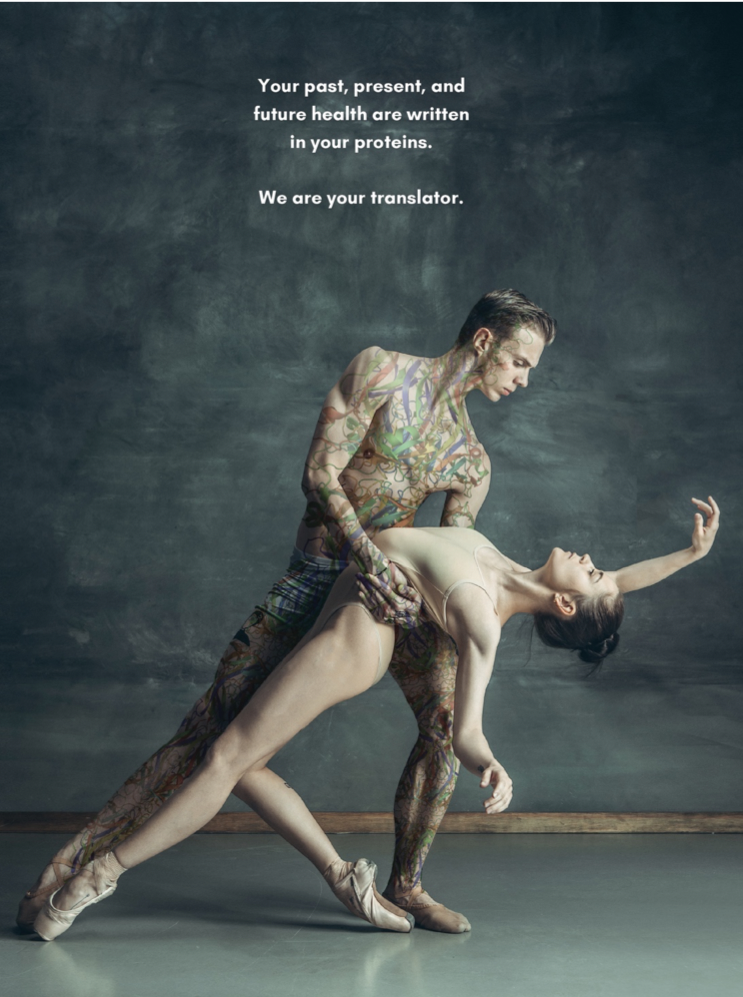 Your past, present, and
future health are written
in your proteins.
We are your translator.